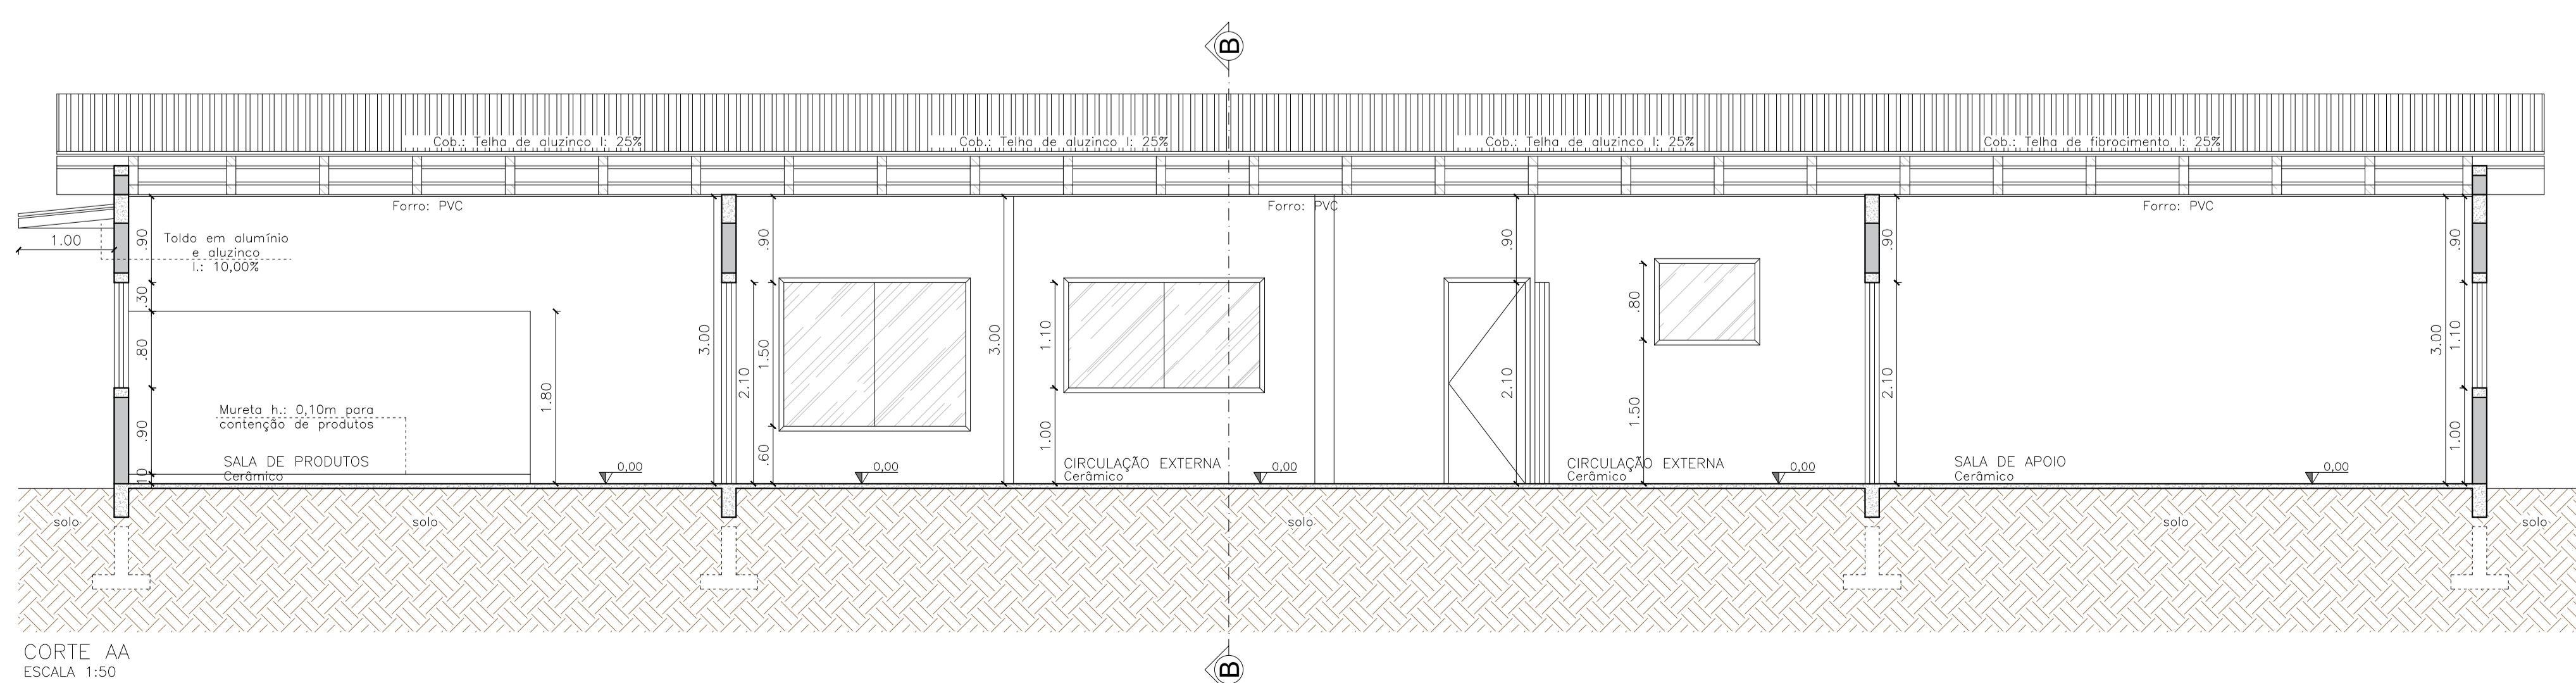 B
Cob.: Telha de aluzinco I: 25%
Cob.: Telha de aluzinco I: 25%
Cob.: Telha de aluzinco I: 25%
Cob.: Telha de fibrocimento I: 25%
Forro: PVC
Forro: PVC
Forro: PVC
1.00
Toldo em alumínio
e aluzinco
I.: 10,00%
.90
.30
.80
.90
.10
Mureta h.: 0,10m para
contenção de produtos
1.80
SALA DE PRODUTOS
Cerâmico
0,00
3.00
2.10
.90
1.50
.60
0,00
3.00
1.10
1.00
CIRCULAÇÃO EXTERNA
Cerâmico
0,00
.90
2.10
.80
1.50
CIRCULAÇÃO EXTERNA
Cerâmico
0,00
.90
2.10
SALA DE APOIO
Cerâmico
0,00
3.00
.90
1.10
1.00
solo
solo
solo
solo
solo
CORTE AA
ESCALA 1:50
B